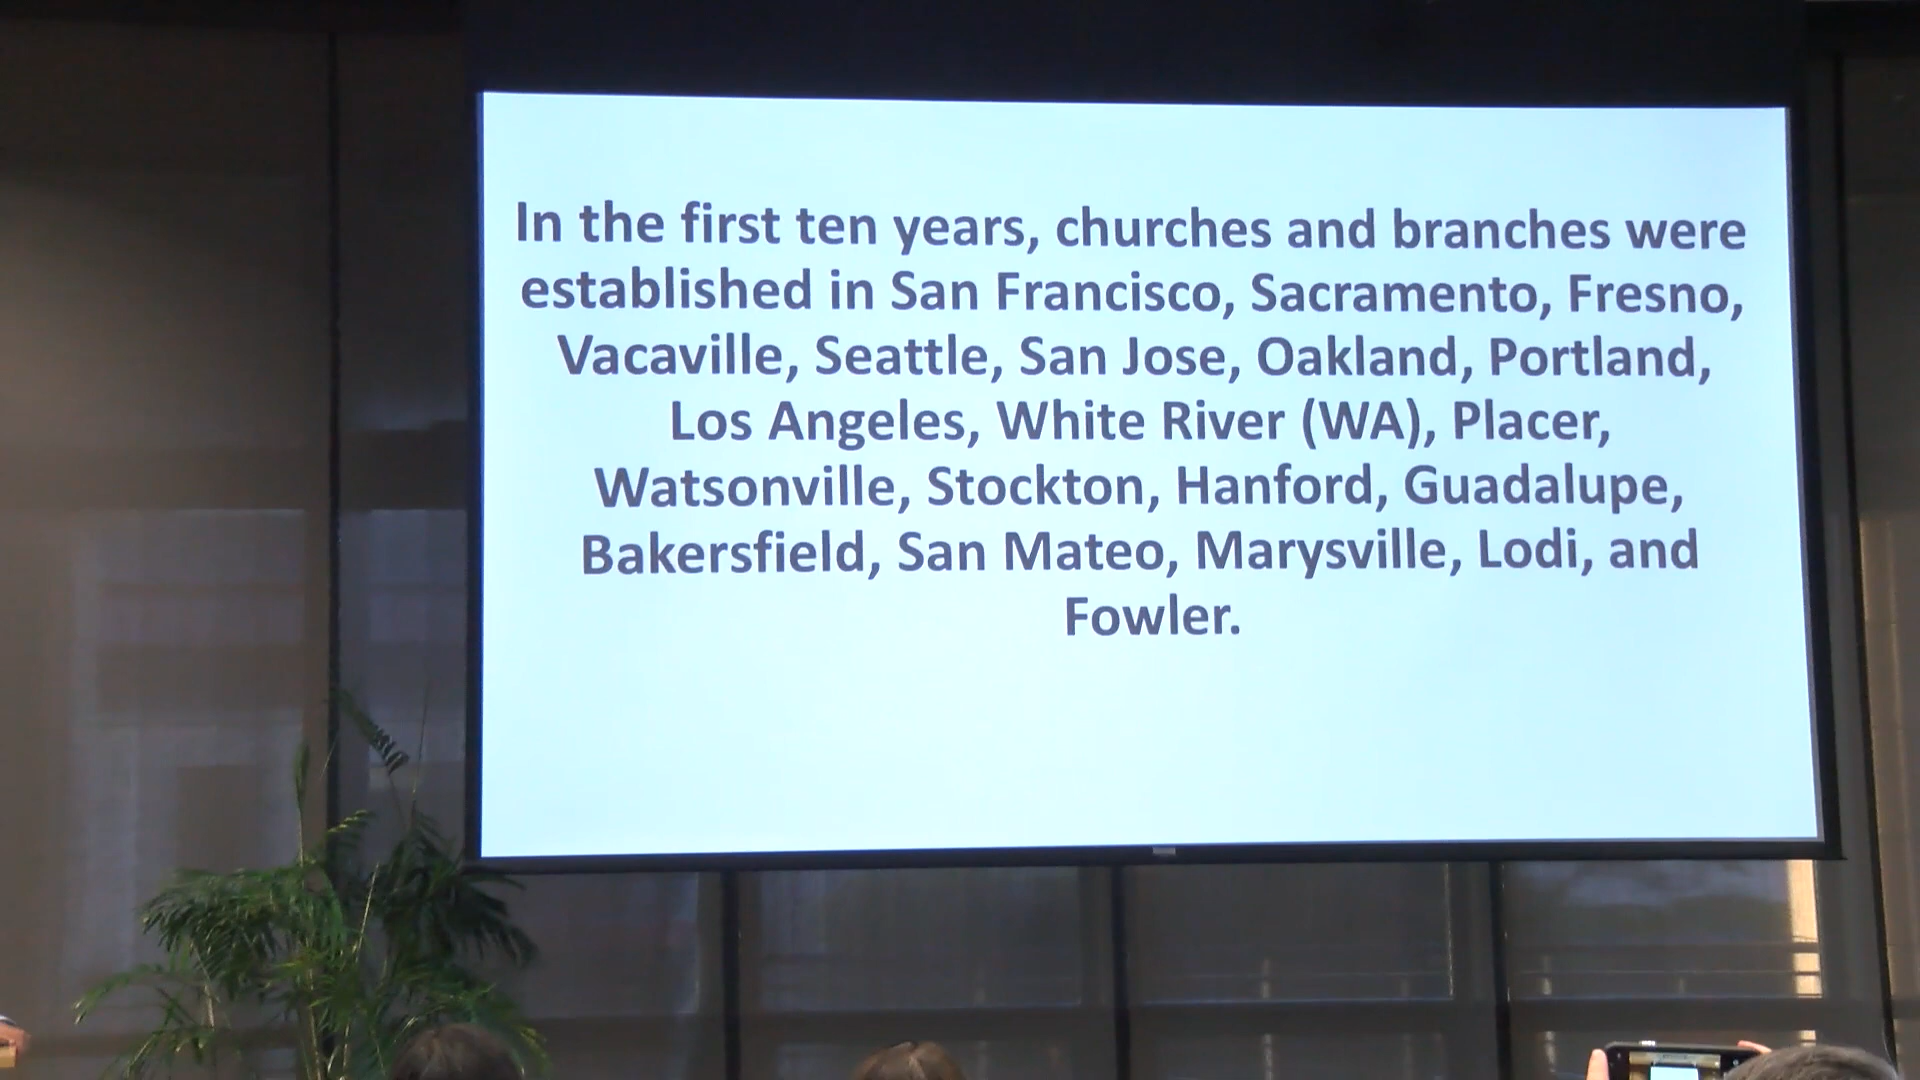 In the first ten years, churches and branches were
established in San Francisco, Sacramento, Fresno,
Vacaville, Seattle, San Jose, Oakland, Portland,
Los Angeles, White River (WA), Placer,
Watsonville, Stockton, Hanford, Guadalupe,
Bakersfield, San Mateo, Marysville, Lodi, and
Fowler.